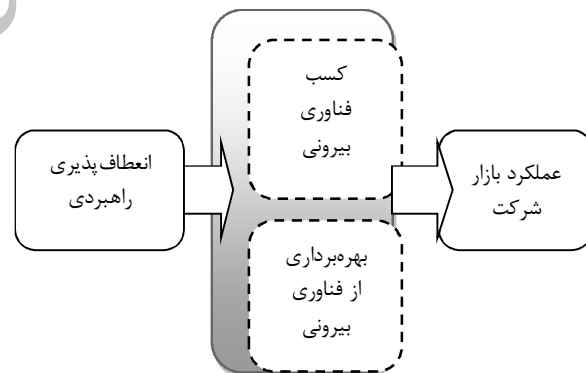 کسب
فناوری
بیرونی
انعطاف‌پذیری
راهبردی
عملکرد بازار
شرکت
بهره‌برداری
از فناوری
بیرونی